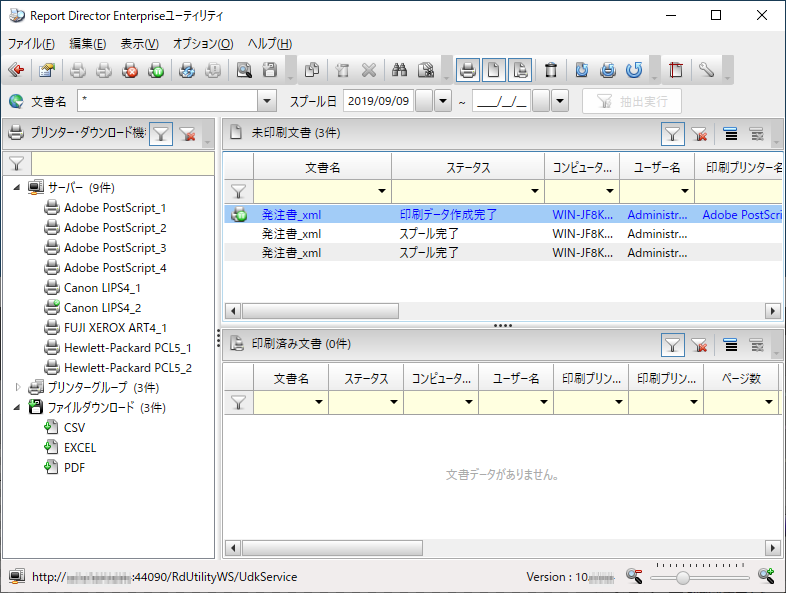 Report Director Enterpriseユーティリティ
ファイル(F) 編集(E) 表示(V) オプション(O) ヘルプ(H)
文書名 * スプール日 2019/09/09 ~ ___/__/__ 抽出実行
プリンター・ダウンロード機
サーバー (9件)
Adobe PostScript_1
Adobe PostScript_2
Adobe PostScript_3
Adobe PostScript_4
Canon LIPS4_1
Canon LIPS4_2
FUJI XEROX ART4_1
Hewlett-Packard PCL5_1
Hewlett-Packard PCL5_2
プリンターグループ (3件)
ファイルダウンロード (3件)
CSV
EXCEL
PDF
未印刷文書 (3件)
文書名 ステータス コンピュータ... ユーザー名 印刷プリンター名
発注書_xml 印刷データ作成完了 WIN-JF8K... Administr... Adobe PostScri
発注書_xml スプール完了 WIN-JF8K... Administr...
発注書_xml スプール完了 WIN-JF8K... Administr...
印刷済み文書 (0件)
文書名 ステータス コンピュータ... ユーザー名 印刷プリン... 印刷プリン... ページ数
文書データがありません。
http:// :44090/RdUtilityWS/UdkService Version : 10.